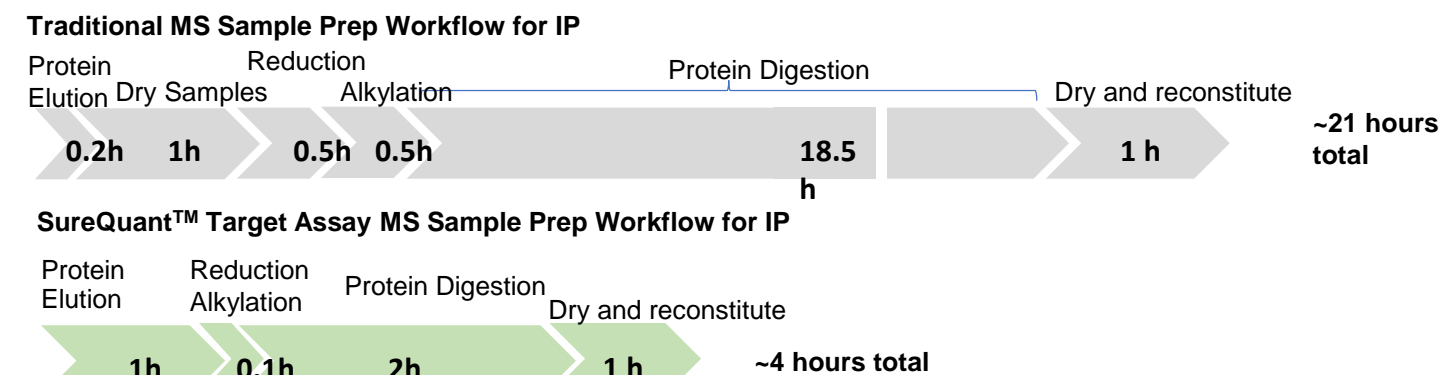 Traditional MS Sample Prep Workflow for IP
Protein
Elution
Dry Samples
Reduction
Alkylation
Protein Digestion
Dry and reconstitute
0.2h
1h
0.5h
0.5h
18.5
h
1 h
~21 hours
total
SureQuant™ Target Assay MS Sample Prep Workflow for IP
Protein
Elution
Reduction
Alkylation
Protein Digestion
Dry and reconstitute
1h
0.1h
2h
1 h
~4 hours total